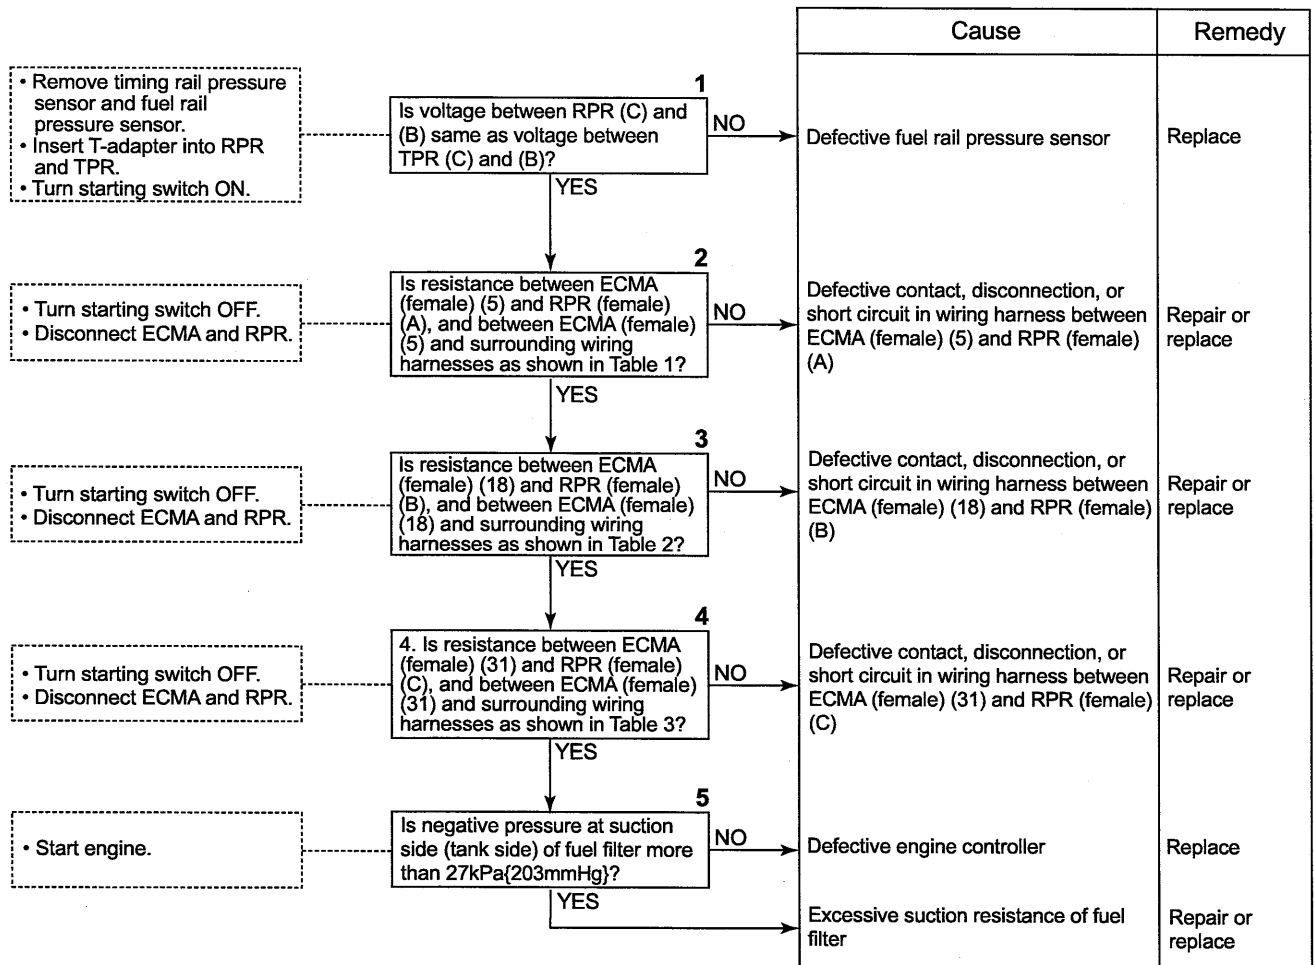 Cause
Remedy
• Remove timing rail pressure
sensor and fuel rail
pressure sensor.
• Insert T-adapter into RPR
and TPR.
• Turn starting switch ON.
1
Is voltage between RPR (C) and
(B) same as voltage between
TPR (C) and (B)?
NO
Defective fuel rail pressure sensor
Replace
YES
• Turn starting switch OFF.
• Disconnect ECMA and RPR.
2
Is resistance between ECMA
(female) (5) and RPR (female)
(A), and between ECMA (female)
(5) and surrounding wiring
harnesses as shown in Table 1?
NO
Defective contact, disconnection, or
short circuit in wiring harness between
ECMA (female) (5) and RPR (female)
(A)
Repair or
replace
YES
• Turn starting switch OFF.
• Disconnect ECMA and RPR.
3
Is resistance between ECMA
(female) (18) and RPR (female)
(B), and between ECMA (female)
(18) and surrounding wiring
harnesses as shown in Table 2?
NO
Defective contact, disconnection, or
short circuit in wiring harness between
ECMA (female) (18) and RPR (female)
(B)
Repair or
replace
YES
• Turn starting switch OFF.
• Disconnect ECMA and RPR.
4
4. Is resistance between ECMA
(female) (31) and RPR (female)
(C), and between ECMA (female)
(31) and surrounding wiring
harnesses as shown in Table 3?
NO
Defective contact, disconnection, or
short circuit in wiring harness between
ECMA (female) (31) and RPR (female)
(C)
Repair or
replace
YES
• Start engine.
5
Is negative pressure at suction
side (tank side) of fuel filter more
than 27kPa{203mmHg}?
NO
Defective engine controller
Replace
YES
Excessive suction resistance of fuel
filter
Repair or
replace